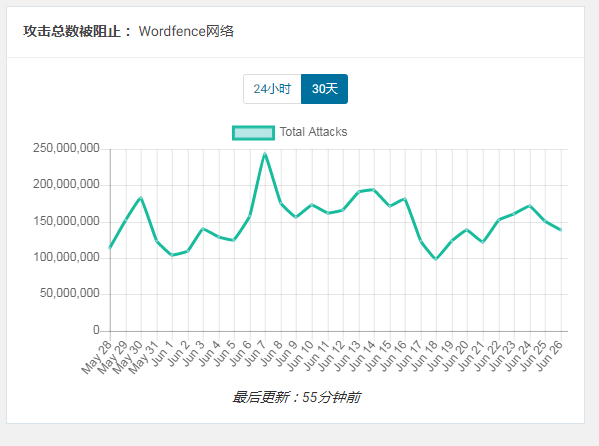 攻击总数被阻止： Wordfence网络
24小时 30天
Total Attacks
250,000,000
200,000,000
150,000,000
100,000,000
50,000,000
0
May 28 May 29 May 30 May 31 Jun 1 Jun 2 Jun 3 Jun 4 Jun 5 Jun 6 Jun 7 Jun 8 Jun 9 Jun 10 Jun 11 Jun 12 Jun 13 Jun 14 Jun 15 Jun 16 Jun 17 Jun 18 Jun 19 Jun 20 Jun 21 Jun 22 Jun 23 Jun 24 Jun 25 Jun 26
最后更新：55分钟前